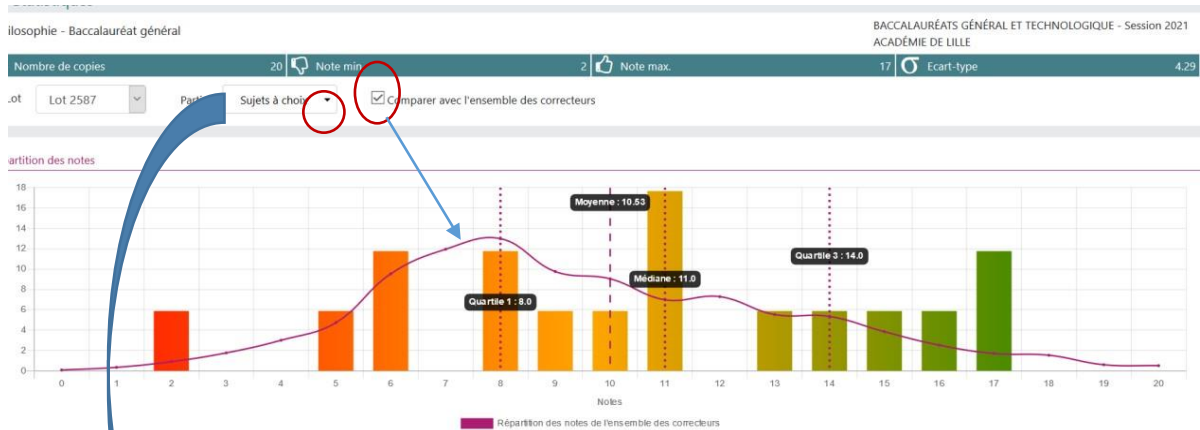 ilosophie - Baccalauréat général
BACCALAURÉATS GÉNÉRAL ET TECHNOLOGIQUE - Session 2021
ACADÉMIE DE LILLE
Nombre de copies 20 Note min 2 Note max. 17 Ecart-type 4.29
ot Lot 2587 Parti Sujets à choix Comparer avec l'ensemble des correcteurs
artition des notes
18
16
14
12
10
8
6
4
2
0
Moyenne : 10.53
Quartile 3 : 14.0
Médiane : 11.0
Quartile 1 : 8.0
0 1 2 3 4 5 6 7 8 9 10 11 12 13 14 15 16 17 18 19 20
Notes
Répartition des notes de l'ensemble des correcteurs